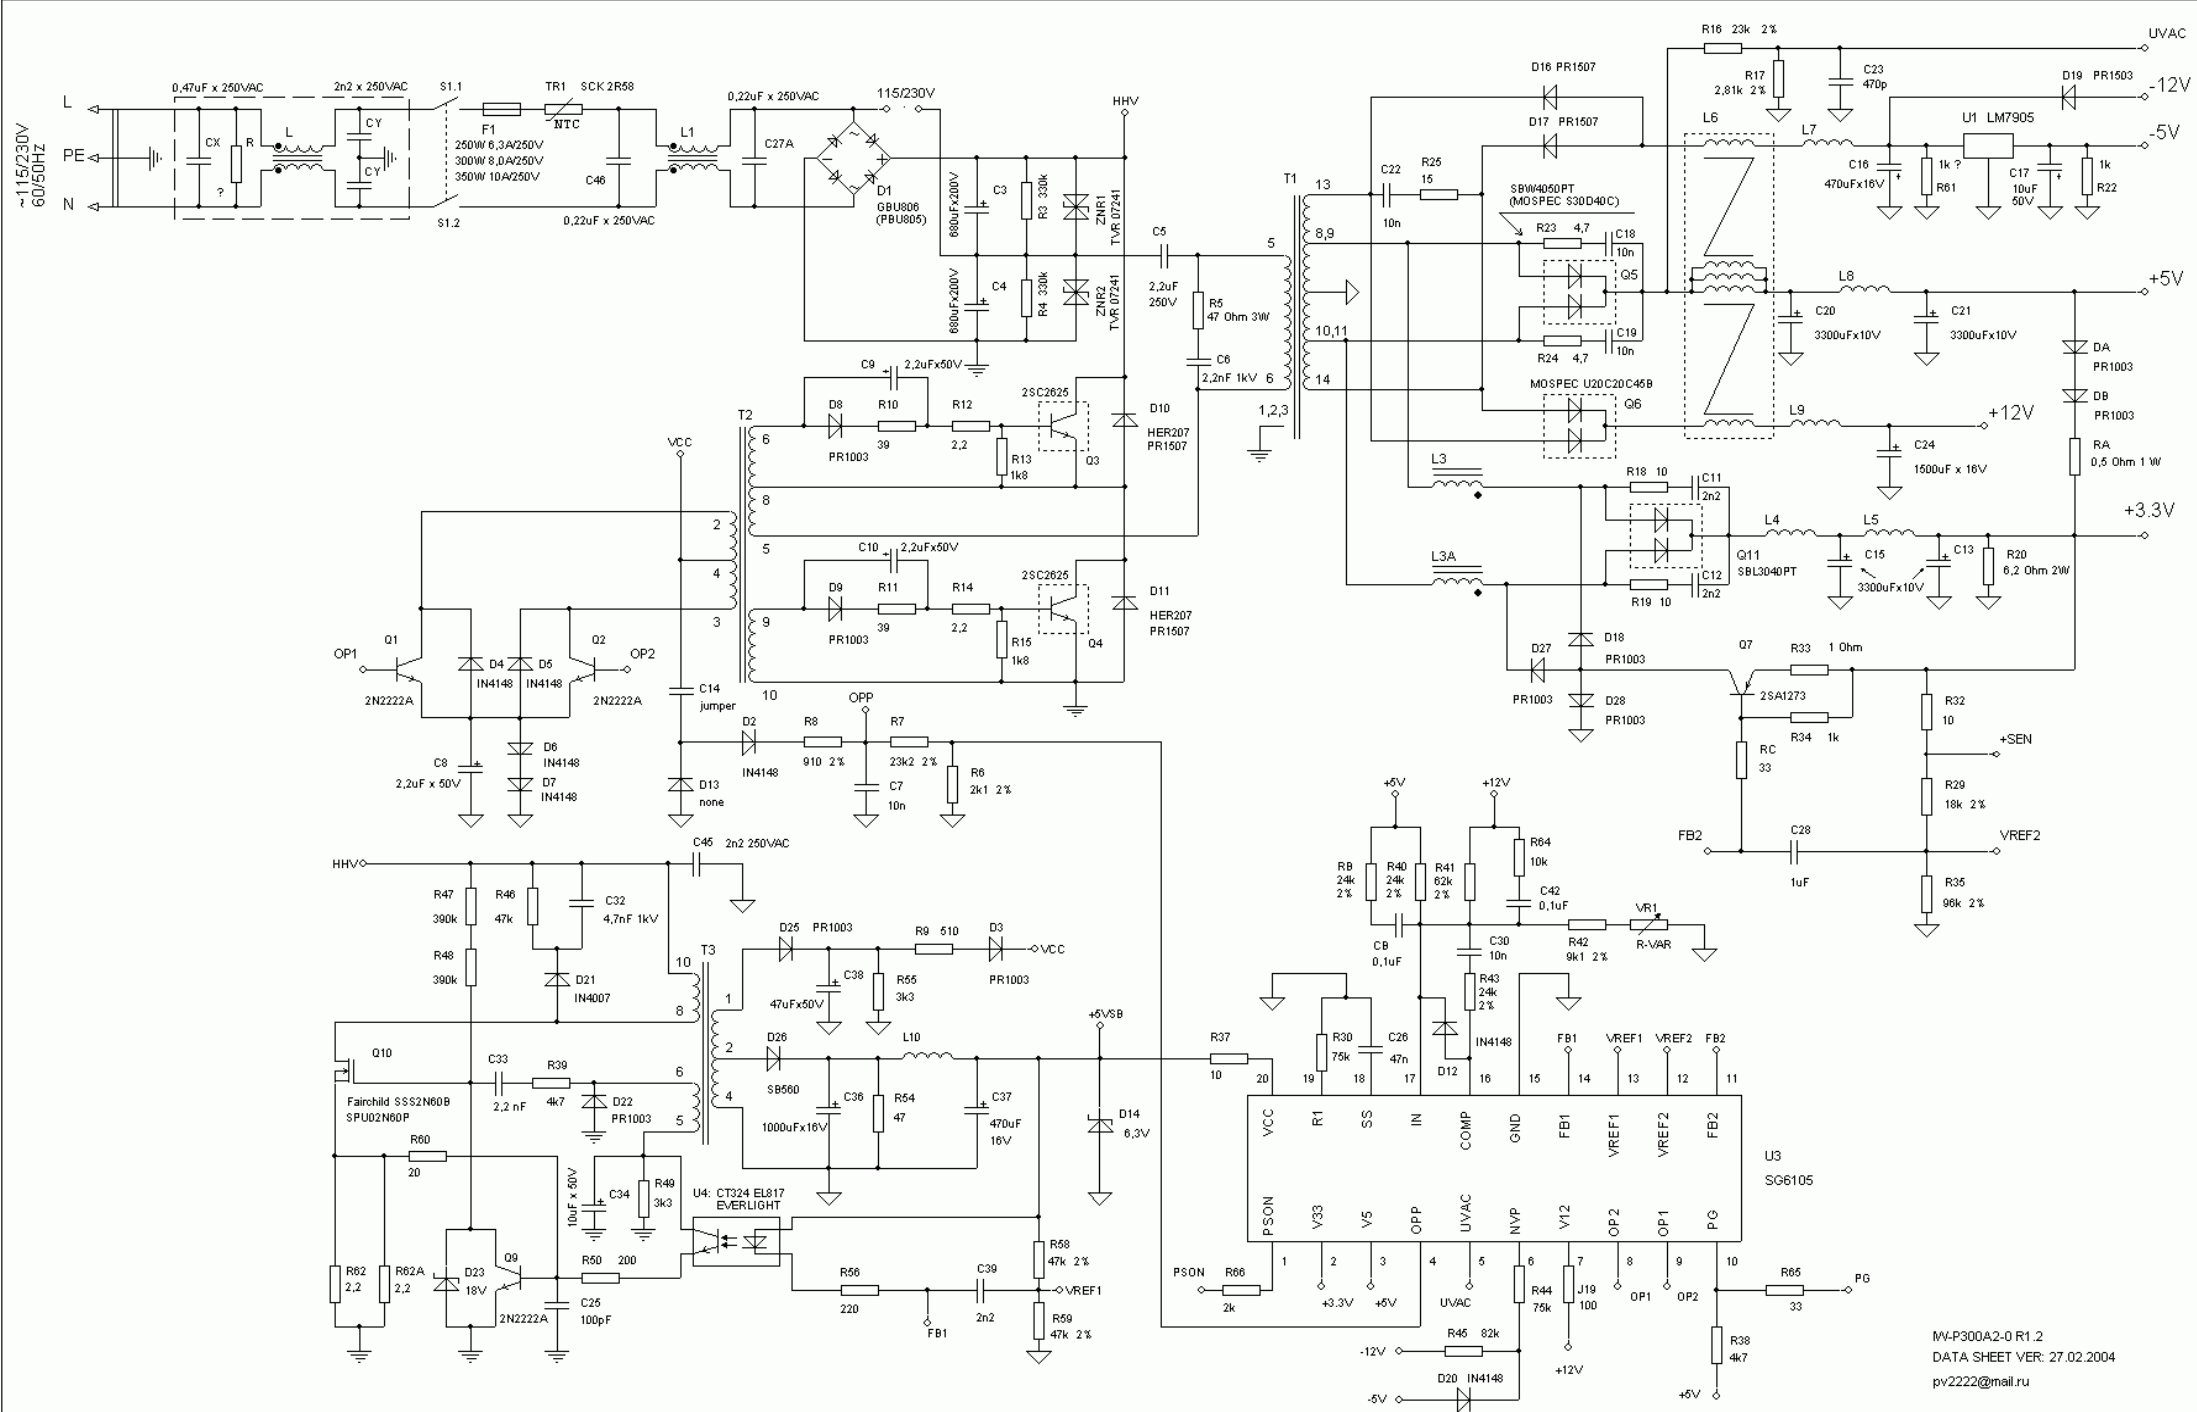 R16 23k 2%
UVAC
D16 PR1507
R17
2,81k 2%
C23
470p
D19 PR1503
-12V
0,47uF x 250VAC
2n2 x 250VAC
S1.1
TR1 SCK 2R58
0,22uF x 250VAC
115/230V
HHV
L
~115/230V
60/50Hz
CX
R
L
CY
F1
NTC
250W 6,3A/250V
300W 8,0A/250V
350W 10A/250V
L1
C27A
D17 PR1507
L6
L7
U1 LM7905
-5V
PE
CY
?
C46
D1
GBU806
(PBU805)
N
S1.2
0,22uF x 250VAC
680uFx200V
C3
R3 330k
ZNR1
TVR 07241
T1
13
C22
10n
R25
15
SBW4050PT
(MOSPEC S30D40C)
C16
470uFx16V
1k ?
R61
C17
10uF
50V
1k
R22
680uFx200V
C4
R4 330k
ZNR2
TVR 07241
C5
2,2uF
250V
5
8,9
R23 4,7
C18
10n
Q5
R5
47 Ohm 3W
L8
+5V
C20
3300uFx10V
C21
3300uFx10V
10,11
R24 4,7
C19
10n
C6
2,2nF 1kV
6
14
MOSPEC U20C20C45B
Q6
DA
PR1003
DB
PR1003
C9
2,2uFx50V
D8
R10
R12
2SC2625
T2
6
PR1003
39
2,2
R13
1k8
Q3
D10
HER207
PR1507
1,2,3
L9
+12V
C24
1500uF x 16V
RA
0,5 Ohm 1 W
VCC
8
L3
R18 10
C11
2n2
+3.3V
2
5
4
C10
2,2uFx50V
2SC2625
L3A
Q11
SBL3040PT
L4
L5
C15
C13
3300uFx10V
R20
6,2 Ohm 2W
R19 10
C12
2n2
D9
R11
R14
D11
HER207
PR1507
3
9
PR1003
39
2,2
R15
1k8
Q4
OP1
Q1
2N2222A
D4
IN4148
D5
IN4148
Q2
OP2
2N2222A
10
D27
PR1003
D18
PR1003
D28
PR1003
Q7
2SA1273
R33 1 Ohm
R34 1k
R32
10
C14
jumper
OPP
D2
IN4148
R8
910 2%
R7
23k2 2%
C8
2,2uF x 50V
D6
IN4148
D7
IN4148
D13
none
C7
10n
R6
2k1 2%
RC
33
+SEN
R29
18k 2%
+5V
+12V
FB2
C28
1uF
VREF2
R35
96k 2%
HHV
C45 2n2 250VAC
R47
390k
R46
47k
C32
4,7nF 1kV
RB
24k
2%
R40
24k
2%
R41
62k
2%
R64
10k
C42
0,1uF
CB
0,1uF
C30
10n
R42
9k1 2%
VR1
R-VAR
R48
390k
D21
IN4007
T3
10
8
D25 PR1003
R9 510
D3
PR1003
VCC
C38
47uFx50V
R55
3k3
1
R43
24k
2%
+5VSB
R37
10
R30
75k
C26
47n
D12
IN4148
FB1
VREF1
VREF2
FB2
Q10
Fairchild SSS2N60B
SPU02N60P
C33
2,2 nF
R39
4k7
D22
PR1003
6
5
2
4
D26
SB560
L10
C36
1000uFx16V
R54
47
C37
470uF
16V
D14
6,3V
20 19 18 17 16 15 14 13 12 11
VCC R1 SS IN COMP GND FB1 VREF1 VREF2 FB2
U3
SG6105
PSON V33 V5 OPP UVAC NVP V12 OP2 OP1 PG
1 2 3 4 5 6 7 8 9 10
R60
20
10uF x 50V
C34
R49
3k3
U4: CT324 EL817
EVERLIGHT
R62
2,2
R62A
2,2
D23
18V
Q9
2N2222A
R50 200
C25
100pF
R56
220
FB1
C39
2n2
R58
47k 2%
VREF1
R59
47k 2%
PSON
R66
2k
+3.3V
+5V
UVAC
R44
75k
J19
100
OP1
OP2
R65
33
PG
R45 82k
-12V
D20 IN4148
-5V
+12V
R38
4k7
+5V
IW-P300A2-0 R1.2
DATA SHEET VER: 27.02.2004
pv2222@mail.ru